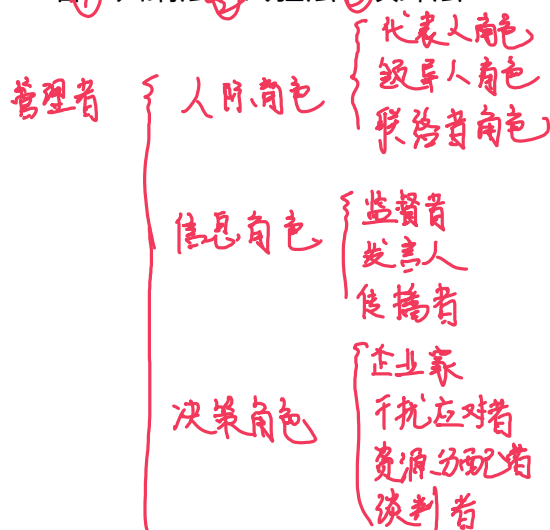 管理者
人际角色
代表人角色
领导人角色
联络者角色
信息角色
监督者
发言人
传播者
决策角色
企业家
干扰应对者
资源分配者
谈判者